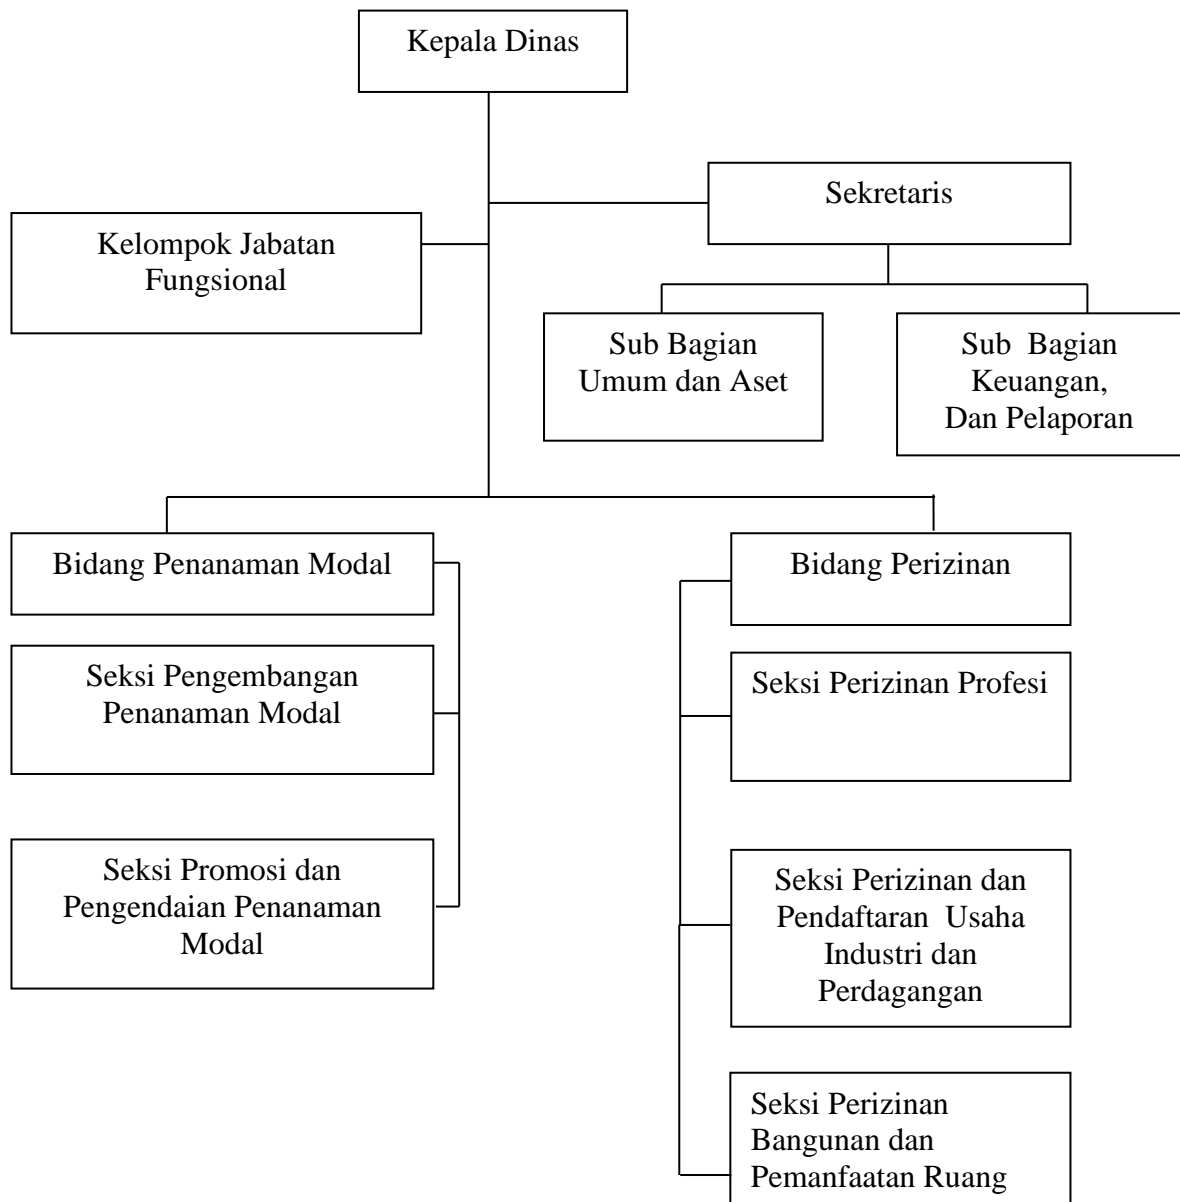 Kepala Dinas
Sekretaris
Kelompok Jabatan
Fungsional
Sub Bagian
Umum dan Aset
Sub Bagian
Keuangan,
Dan Pelaporan
Bidang Penanaman Modal
Seksi Pengembangan
Penanaman Modal
Seksi Promosi dan
Pengendaian Penanaman
Modal
Bidang Perizinan
Seksi Perizinan Profesi
Seksi Perizinan dan
Pendaftaran Usaha
Industri dan
Perdagangan
Seksi Perizinan
Bangunan dan
Pemanfaatan Ruang